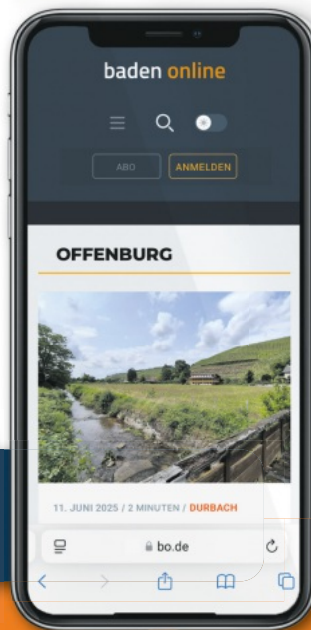 baden online
ABO
ANMELDEN
OFFENBURG
11. JUNI 2025 / 2 MINUTEN / DURBACH
bo.de